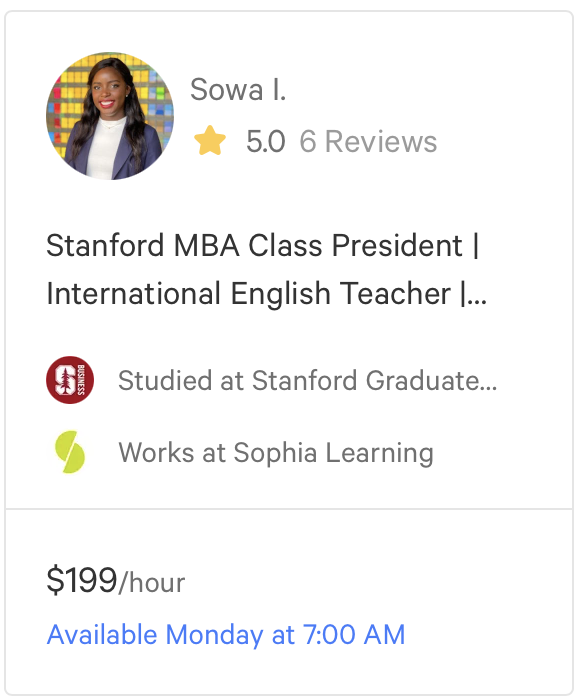 Sowa I.
5.0 6 Reviews
Stanford MBA Class President |
International English Teacher |...
S BUSINESS
Studied at Stanford Graduate...
Works at Sophia Learning
$199/hour
Available Monday at 7:00 AM